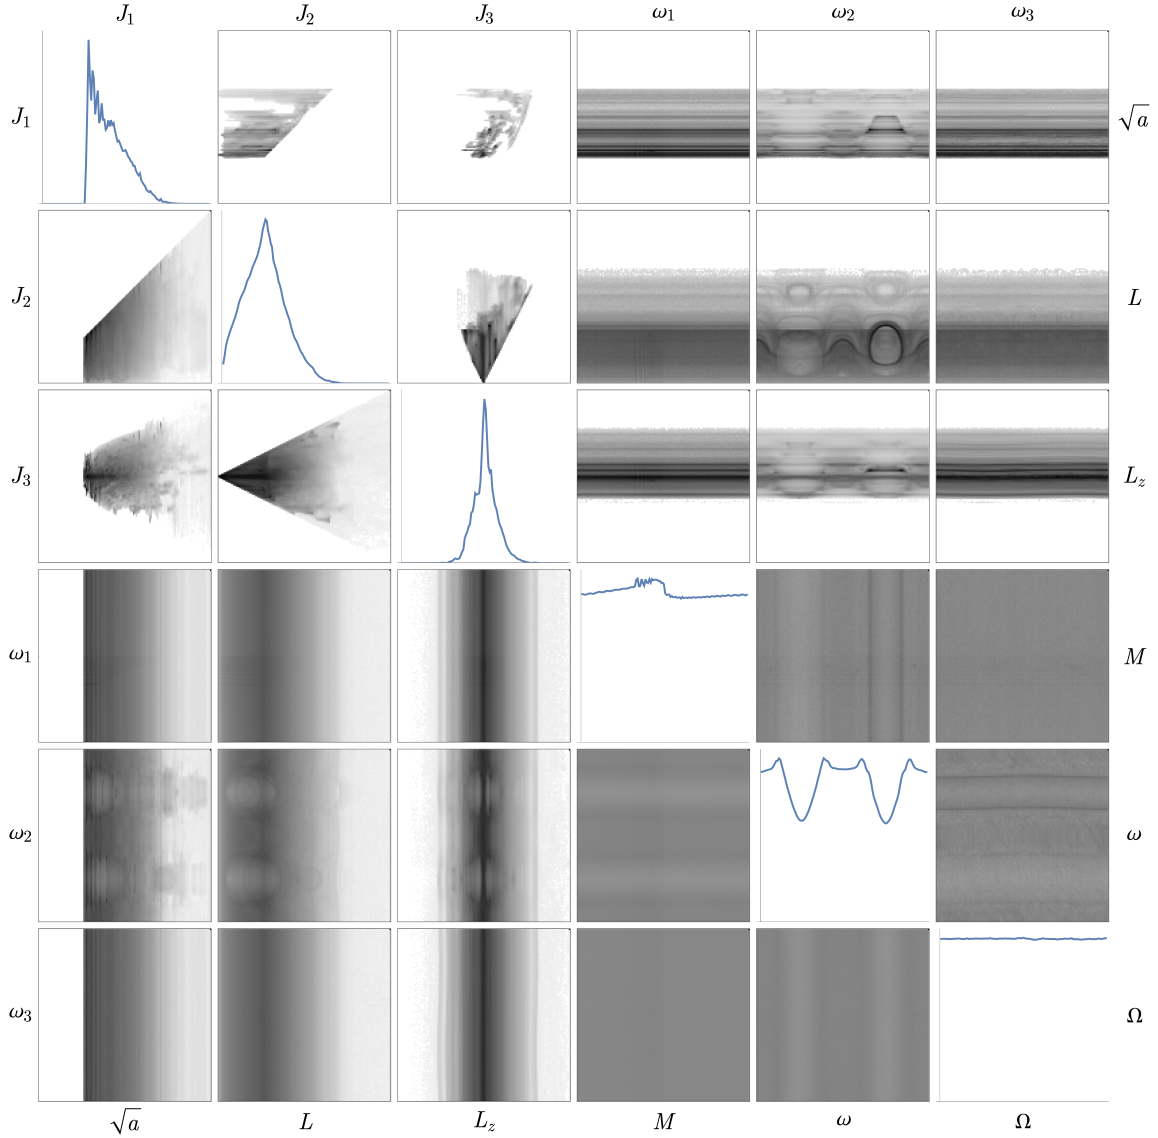 J₁ J₂ J₃ ω₁ ω₂ ω₃
J₁ √a
J₂ L
J₃ L_z
ω₁ M
ω₂ ω
ω₃ Ω
√a L L_z M ω Ω